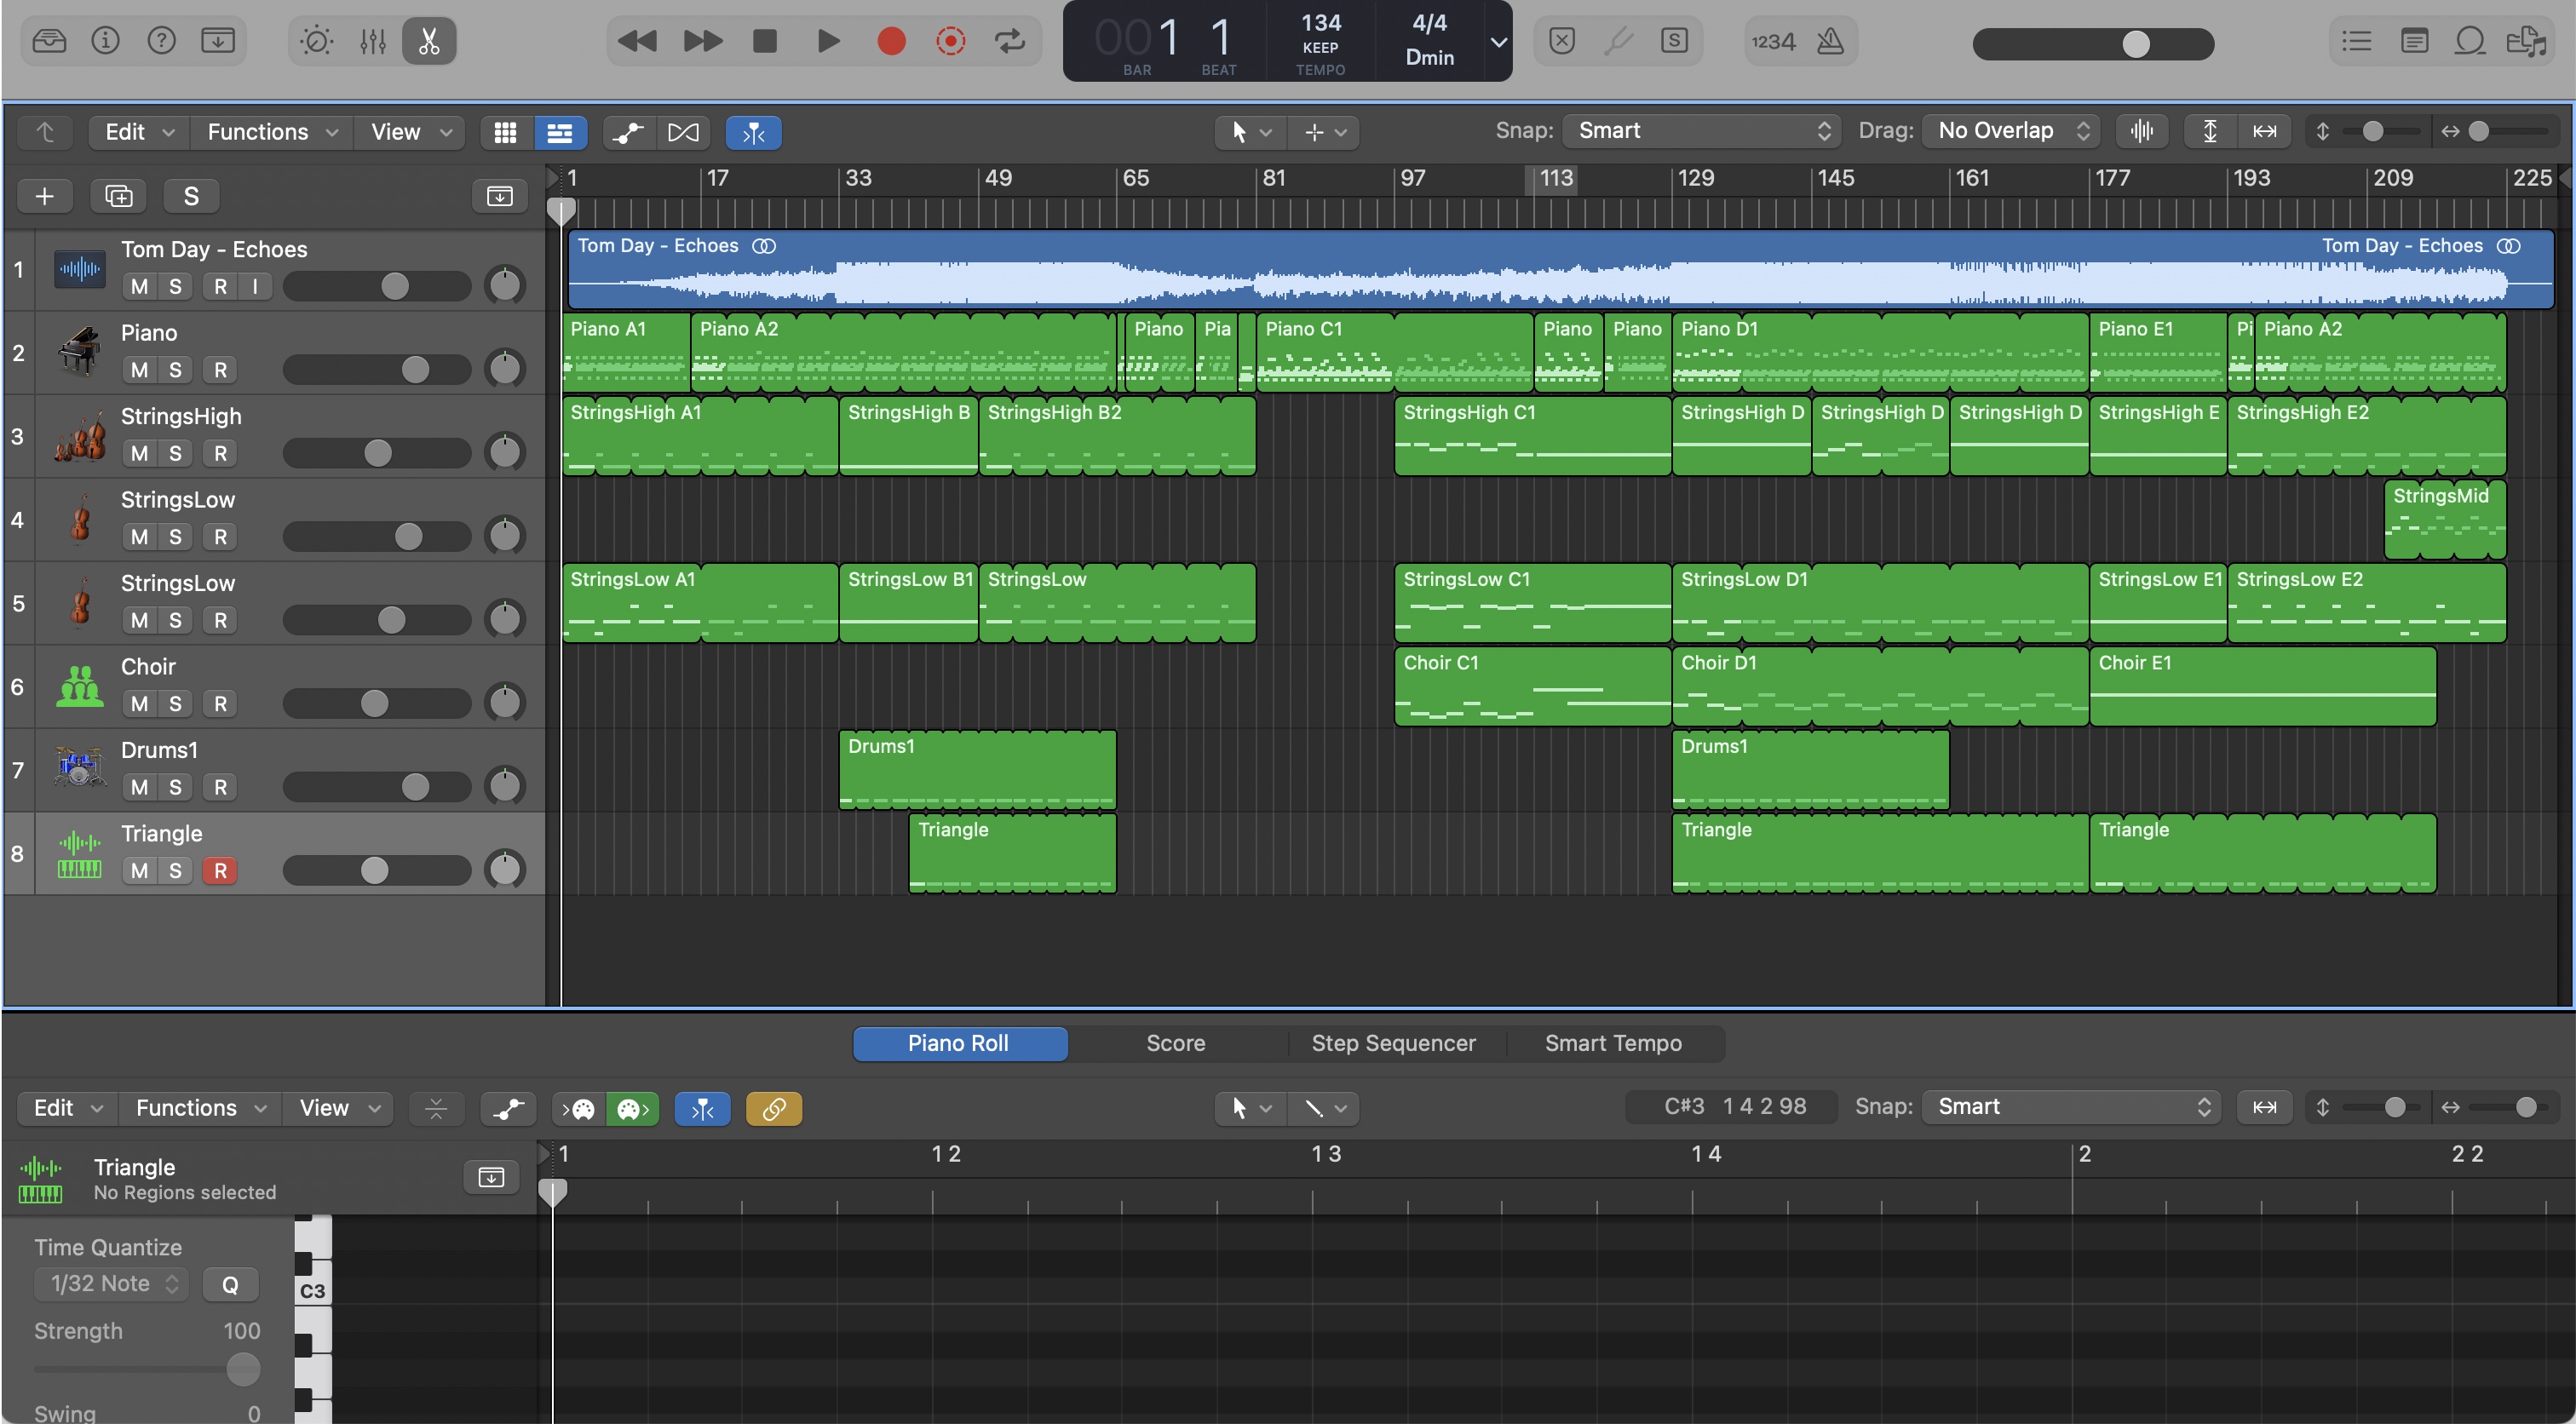 001 1 134 4/4
KEEP Dmin
BAR BEAT TEMPO
S 1234
Edit Functions View Snap: Smart Drag: No Overlap
S
1 17 33 49 65 81 97 113 129 145 161 177 193 209 225
1 Tom Day - Echoes
M S R I
Tom Day - Echoes Tom Day - Echoes
2 Piano
M S R
Piano A1 Piano A2 Piano Pia Piano C1 Piano Piano Piano D1 Piano E1 Pi Piano A2
3 StringsHigh
M S R
StringsHigh A1 StringsHigh B StringsHigh B2 StringsHigh C1 StringsHigh D StringsHigh D StringsHigh D StringsHigh E StringsHigh E2
4 StringsLow
M S R
StringsMid
5 StringsLow
M S R
StringsLow A1 StringsLow B1 StringsLow StringsLow C1 StringsLow D1 StringsLow E1 StringsLow E2
6 Choir
M S R
Choir C1 Choir D1 Choir E1
7 Drums1
M S R
Drums1 Drums1
8 Triangle
M S R
Triangle Triangle Triangle
Piano Roll Score Step Sequencer Smart Tempo
Edit Functions View C#3 1 4 2 98 Snap: Smart
1 1 2 1 3 1 4 2 2 2
Triangle
No Regions selected
Time Quantize
1/32 Note Q
C3
Strength 100
Swing 0